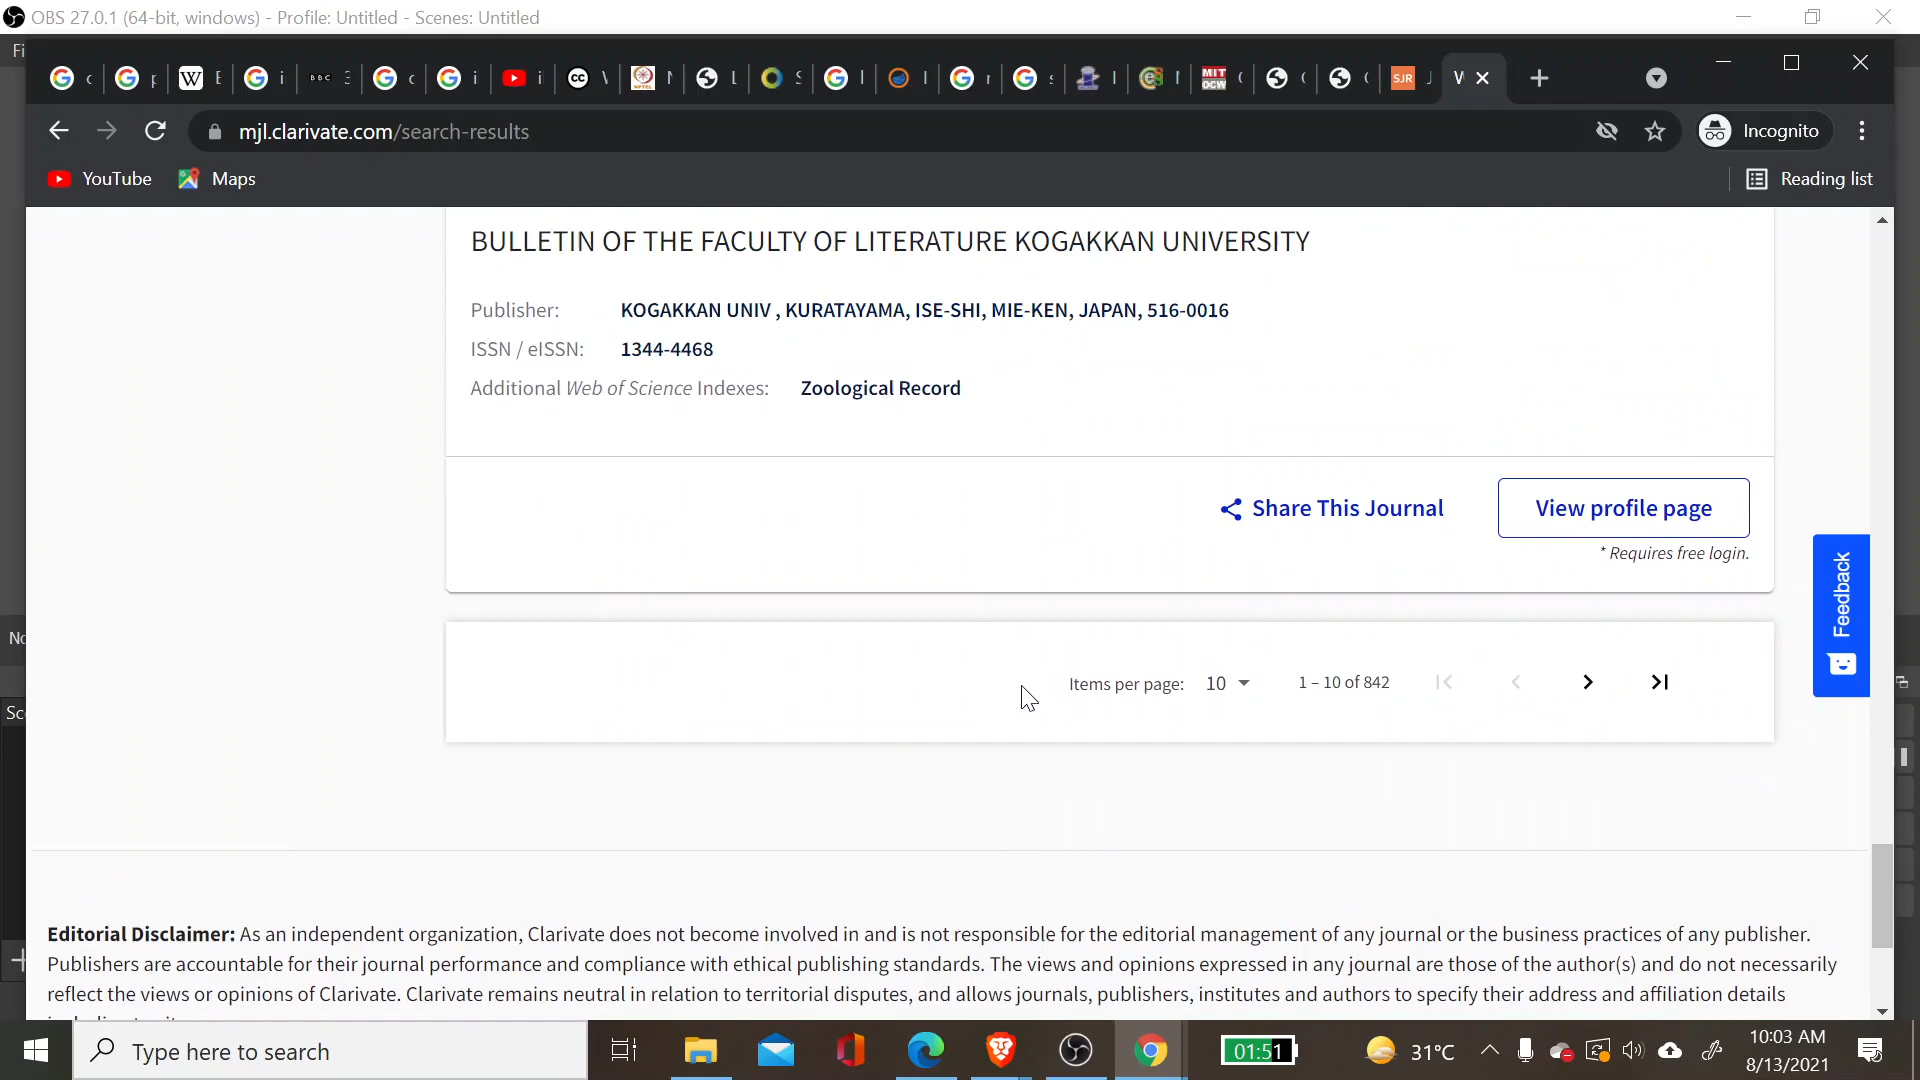 OBS 27.0.1 (64-bit, windows) - Profile: Untitled - Scenes: Untitled
Fi
mjl.clarivate.com/search-results
Incognito
YouTube
Maps
Reading list
BULLETIN OF THE FACULTY OF LITERATURE KOGAKKAN UNIVERSITY
Publisher: KOGAKKAN UNIV , KURATAYAMA, ISE-SHI, MIE-KEN, JAPAN, 516-0016
ISSN / eISSN: 1344-4468
Additional Web of Science Indexes: Zoological Record
Share This Journal
View profile page
* Requires free login.
Feedback
Items per page: 10
1 – 10 of 842
Editorial Disclaimer: As an independent organization, Clarivate does not become involved in and is not responsible for the editorial management of any journal or the business practices of any publisher.
Publishers are accountable for their journal performance and compliance with ethical publishing standards. The views and opinions expressed in any journal are those of the author(s) and do not necessarily
reflect the views or opinions of Clarivate. Clarivate remains neutral in relation to territorial disputes, and allows journals, publishers, institutes and authors to specify their address and affiliation details
Type here to search
01:51
31°C
10:03 AM
8/13/2021